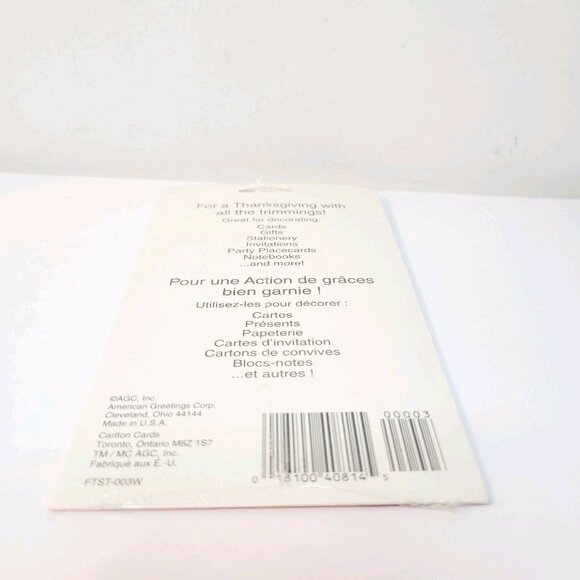 For a Thanksgiving with
all the trimmings!
Great for decorating:
Cards
Gifts
Stationery
Invitations
Party Placecards
Notebooks
...and more!
Pour une Action de grâces
bien garnie !
Utilisez-les pour décorer :
Cartes
Présents
Papeterie
Cartes d'invitation
Cartons de convives
Blocs-notes
...et autres !
©AGC, Inc.
American Greetings Corp.
Cleveland, Ohio 44144
Made in U.S.A.
Carlton Cards
Toronto, Ontario M8Z 1S7
TM / MC AGC, Inc.
Fabriqué aux É.-U.
FTST-003W
00003
0 18100 40814 5